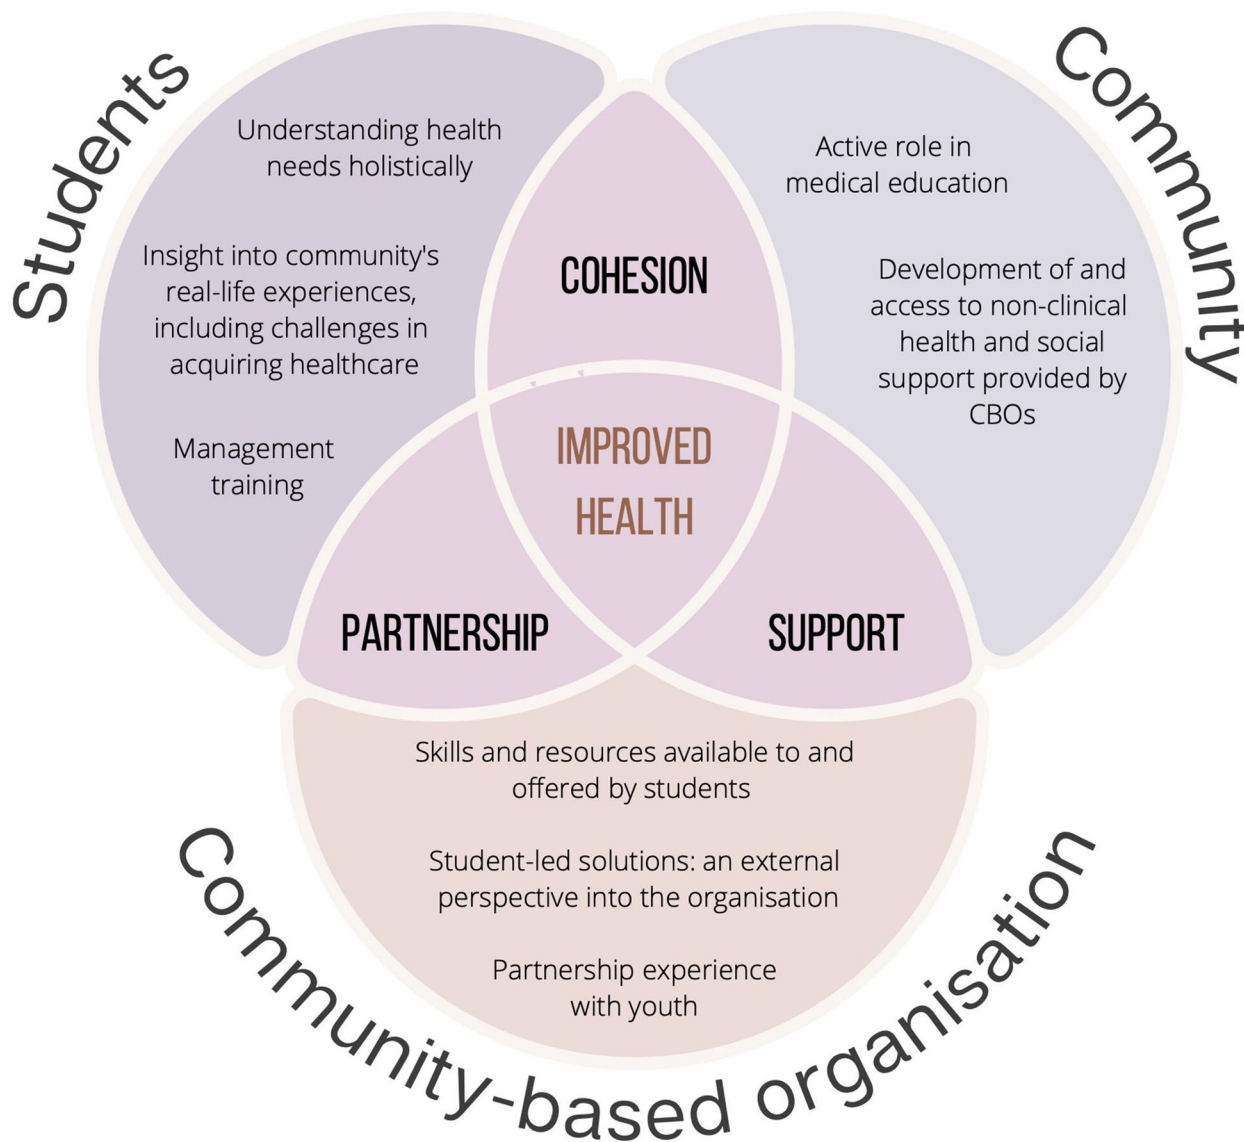 Students
Community
Understanding health
needs holistically
Insight into community's
real-life experiences,
including challenges in
acquiring healthcare
Management
training
COHESION
Active role in
medical education
Development of and
access to non-clinical
health and social
support provided by
CBOs
IMPROVED
HEALTH
PARTNERSHIP
SUPPORT
Skills and resources available to and
offered by students
Student-led solutions: an external
perspective into the organisation
Partnership experience
with youth
Community-based organisation